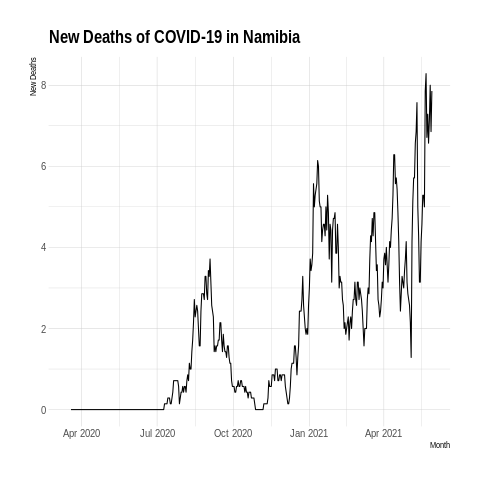 New Deaths of COVID-19 in Namibia
New Deaths
8
6
4
2
0
Apr 2020 Jul 2020 Oct 2020 Jan 2021 Apr 2021
Month